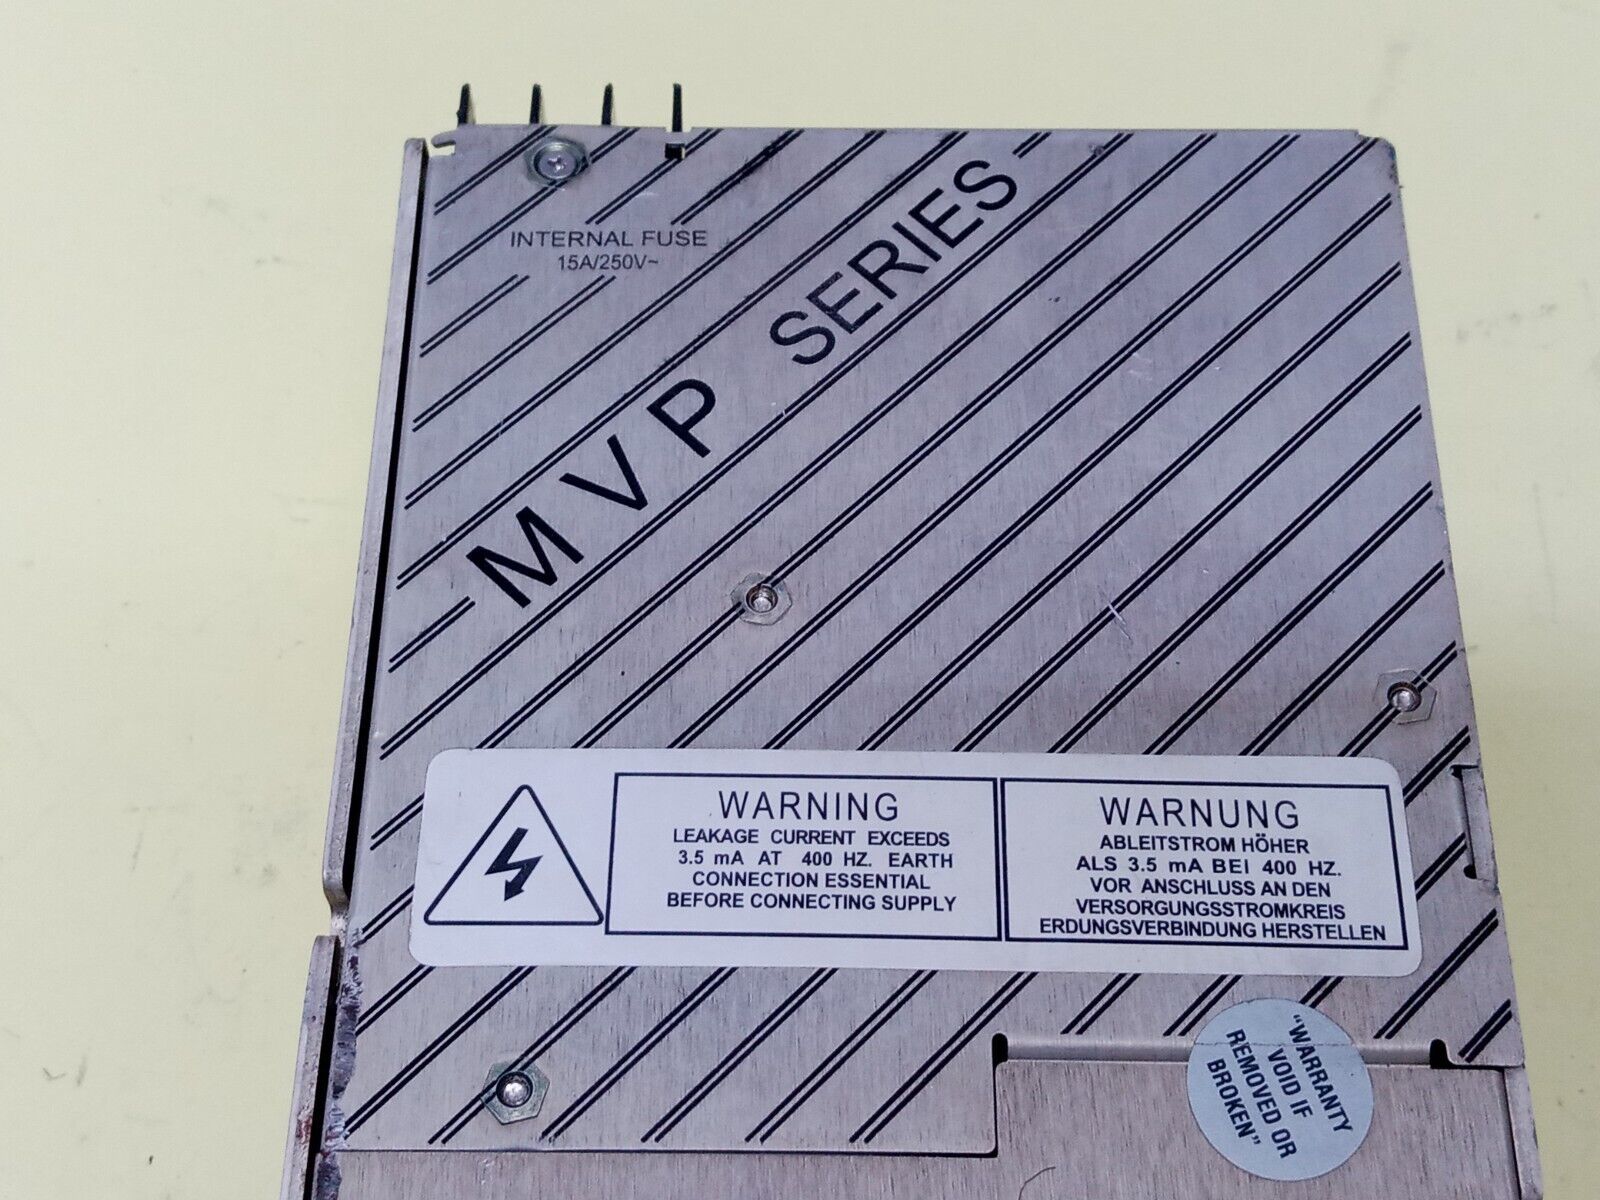 INTERNAL FUSE
15A/250V~
MVP SERIES
WARNING
LEAKAGE CURRENT EXCEEDS
3.5 mA AT 400 HZ. EARTH
CONNECTION ESSENTIAL
BEFORE CONNECTING SUPPLY
WARNUNG
ABLEITSTROM HÖHER
ALS 3.5 mA BEI 400 HZ.
VOR ANSCHLUSS AN DEN
VERSORGUNGSSTROMKREIS
ERDUNGSVERBINDUNG HERSTELLEN
"WARRANTY
VOID IF
REMOVED OR
BROKEN"